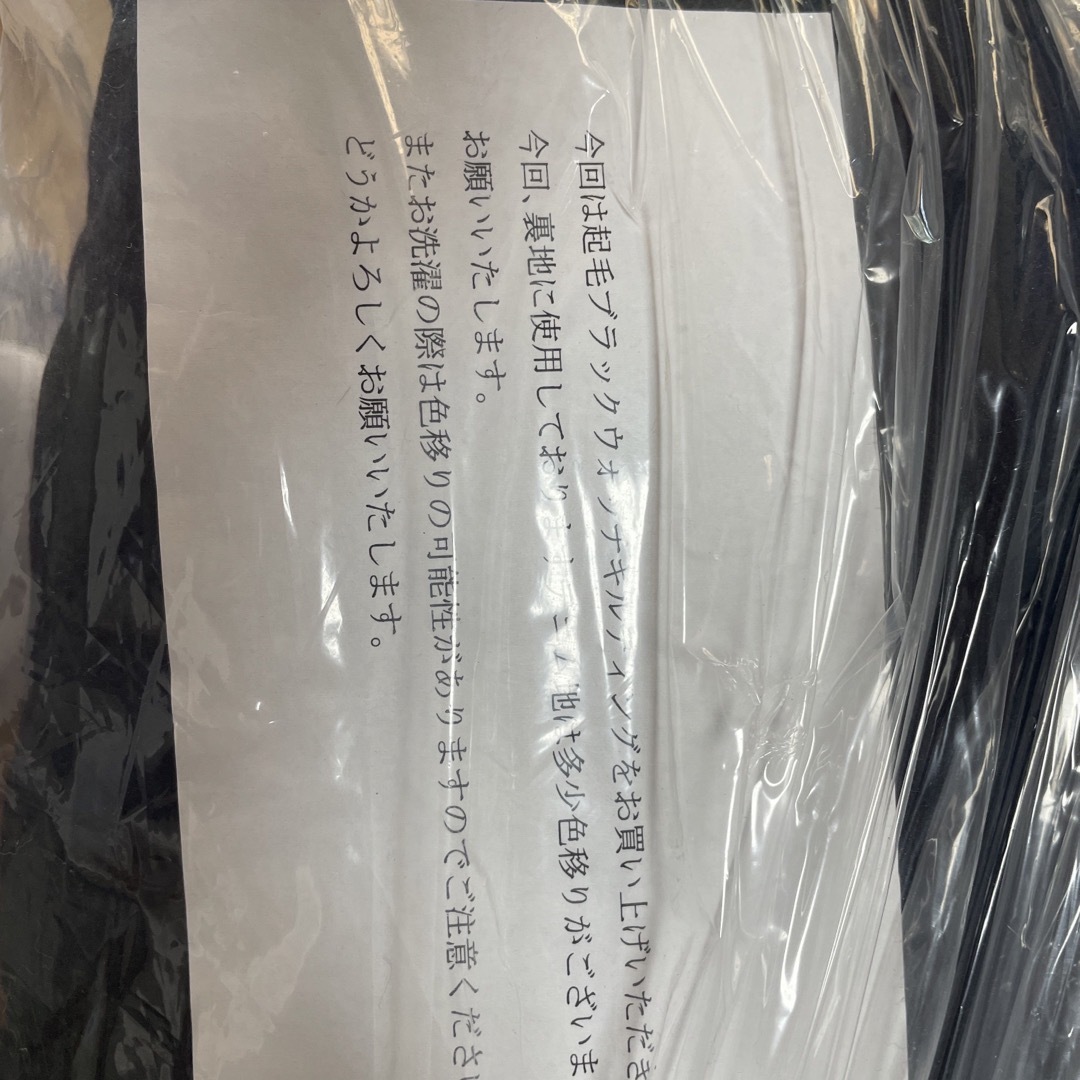 今回は起毛ブラックウォッチキルティングをお買い上げいただき
今回、裏地に使用しております 地は多少色移りがございま
お願いいたします。
またお洗濯の際は色移りの可能性がありますのでご注意くださ
どうかよろしくお願いいたします。